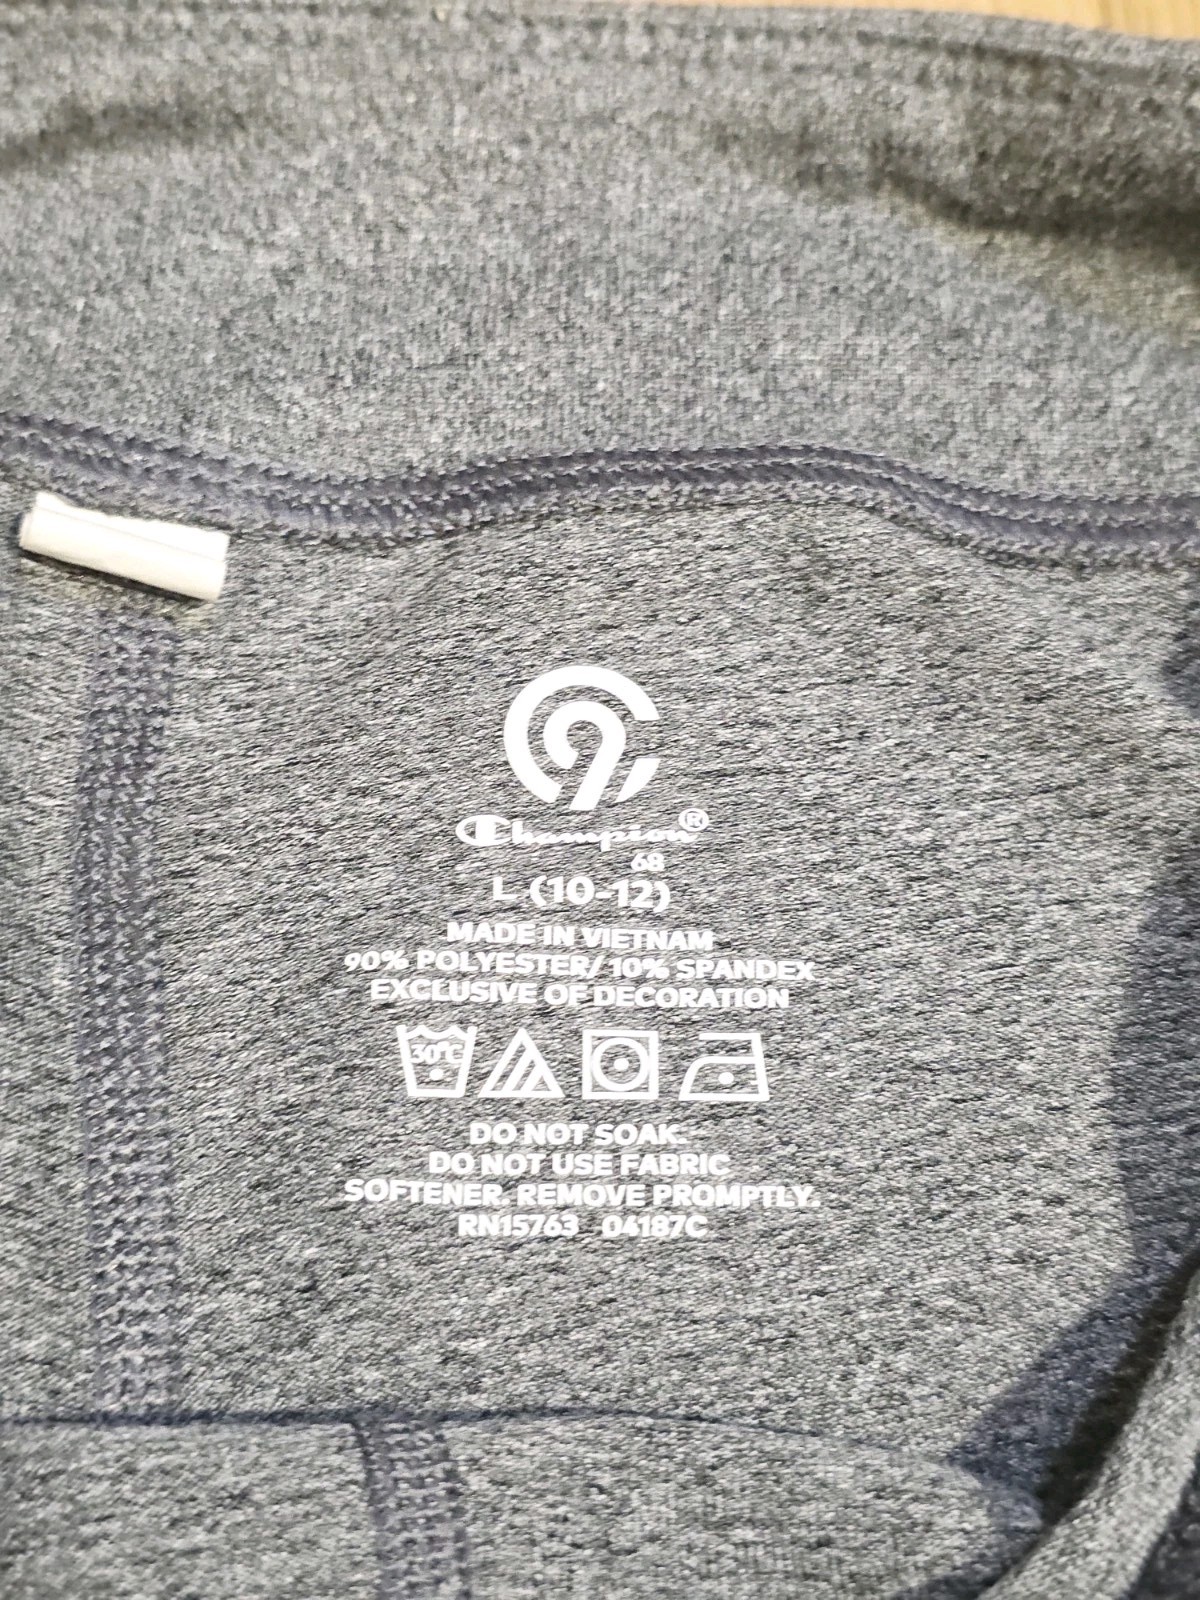 C9
Champion®
68
L (10-12)
MADE IN VIETNAM
90% POLYESTER/ 10% SPANDEX
EXCLUSIVE OF DECORATION
30°C
DO NOT SOAK.
DO NOT USE FABRIC
SOFTENER. REMOVE PROMPTLY.
RN15763 04187C